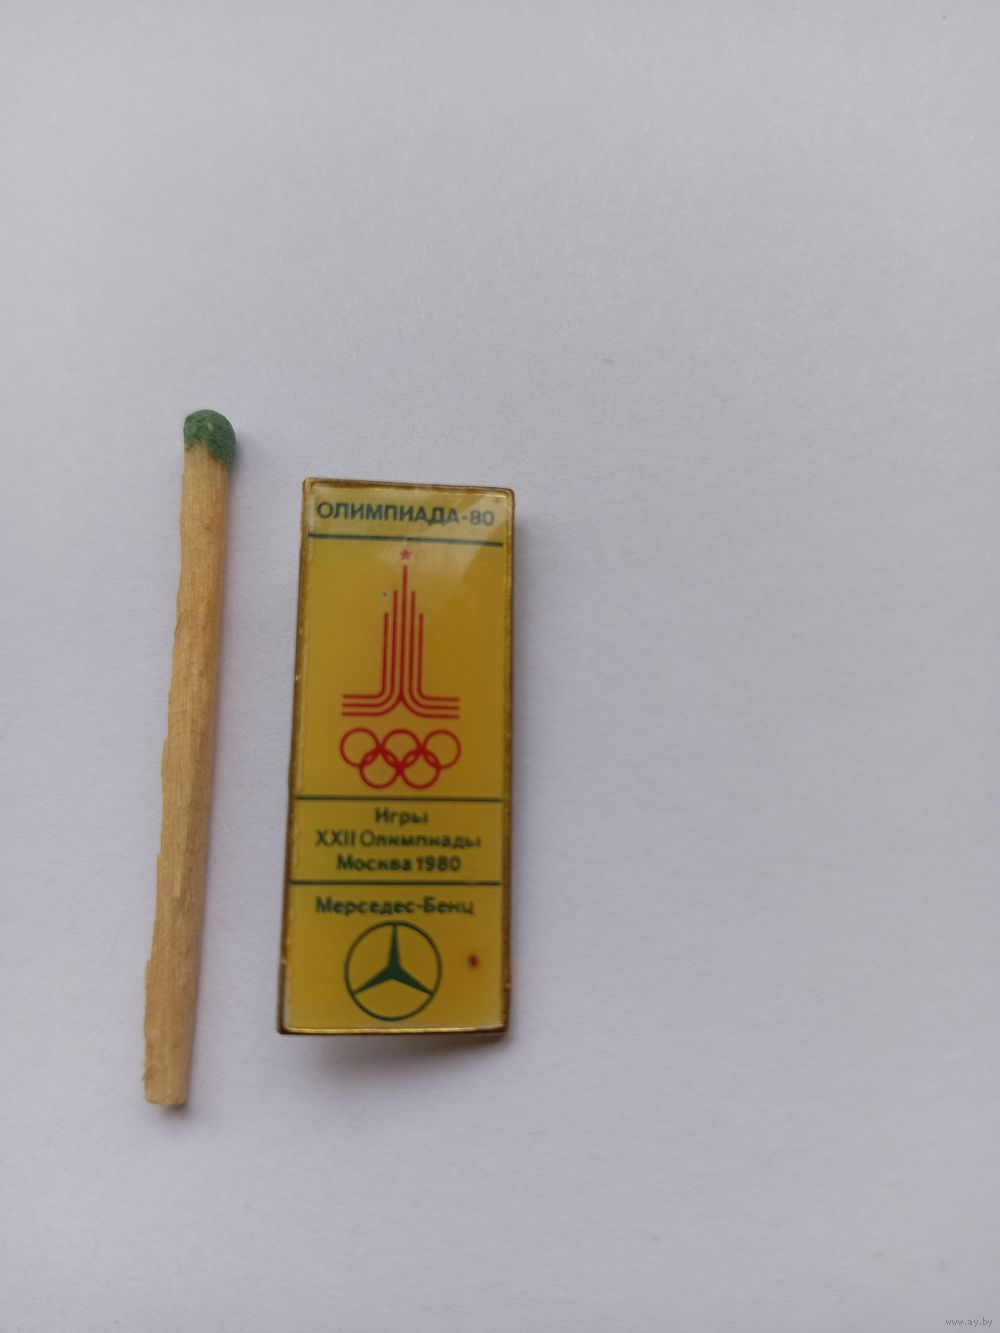 ОЛИМПИАДА-80
Игры
XXII Олимпиады
Москва 1980
Мерседес-Бенц
www.ay.by